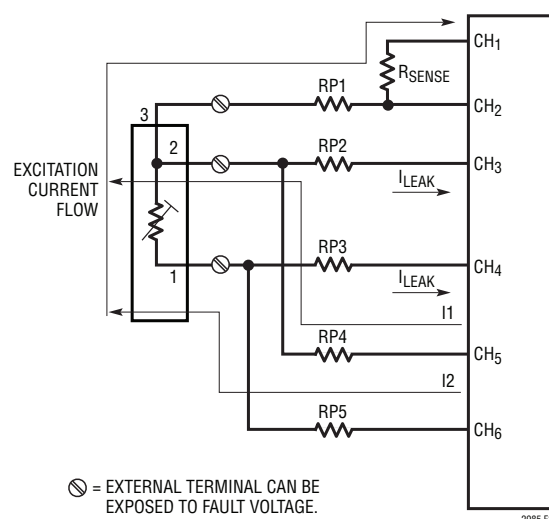 CH1
RSENSE
RP1
CH2
3
2
RP2
CH3
EXCITATION
CURRENT
FLOW
ILEAK
RP3
CH4
1
ILEAK
I1
RP4
CH5
I2
RP5
CH6
= EXTERNAL TERMINAL CAN BE
EXPOSED TO FAULT VOLTAGE.